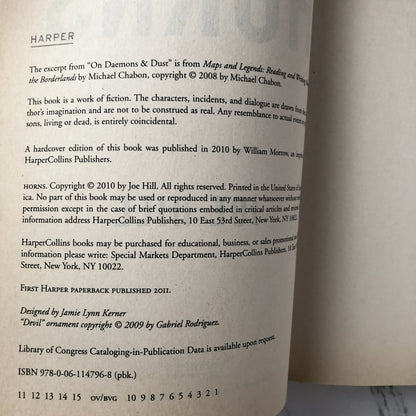 HARPER
The excerpt from "On Daemons & Dust" is from Maps and Legends: Reading and Writing
the Borderlands by Michael Chabon, copyright © 2008 by Michael Chabon.
This book is a work of fiction. The characters, incidents, and dialogue are drawn from the
thor's imagination and are not to be construed as real. Any resemblance to actual events or
sons, living or dead, is entirely coincidental.
A hardcover edition of this book was published in 2010 by William Morrow, an
HarperCollins Publishers.
HORNS. Copyright © 2010 by Joe Hill. All rights reserved. Printed in the United States of
ica. No part of this book may be used or reproduced in any manner whatsoever without
permission except in the case of brief quotations embodied in critical articles and
information address HarperCollins Publishers, 10 East 53rd Street, New York, NY
HarperCollins books may be purchased for educational, business, or sales promotional
information please write: Special Markets Department, HarperCollins Publishers, 10
Street, New York, NY 10022.
FIRST HARPER PAPERBACK PUBLISHED 2011.
Designed by Jamie Lynn Kerner
"Devil" ornament copyright © 2009 by Gabriel Rodriguez.
Library of Congress Cataloging-in-Publication Data is available upon request.
ISBN 978-0-06-114796-8 (pbk.)
11 12 13 14 15 OV/BVG 10 9 8 7 6 5 4 3 2 1